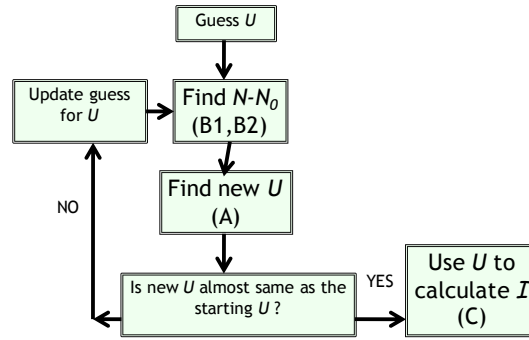 Guess U
Update guess
for U
Find N-N₀
(B1,B2)
Find new U
(A)
NO
Is new U almost same as the
starting U ?
YES
Use U to
calculate I
(C)